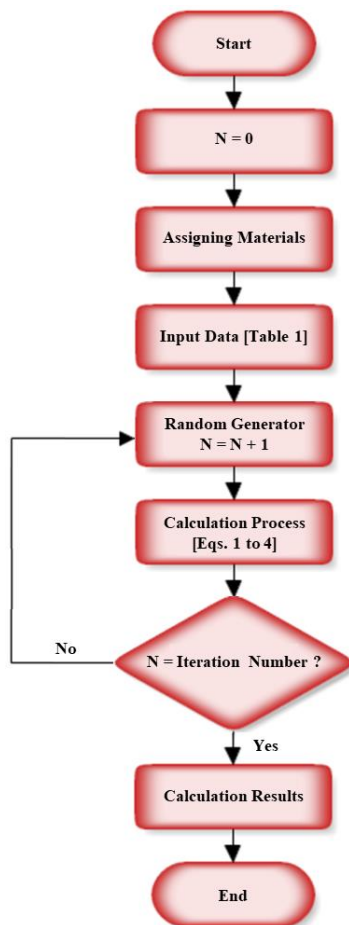 Start
N = 0
Assigning Materials
Input Data [Table 1]
Random Generator
N = N + 1
Calculation Process
[Eqs. 1 to 4]
No
N = Iteration Number ?
Yes
Calculation Results
End